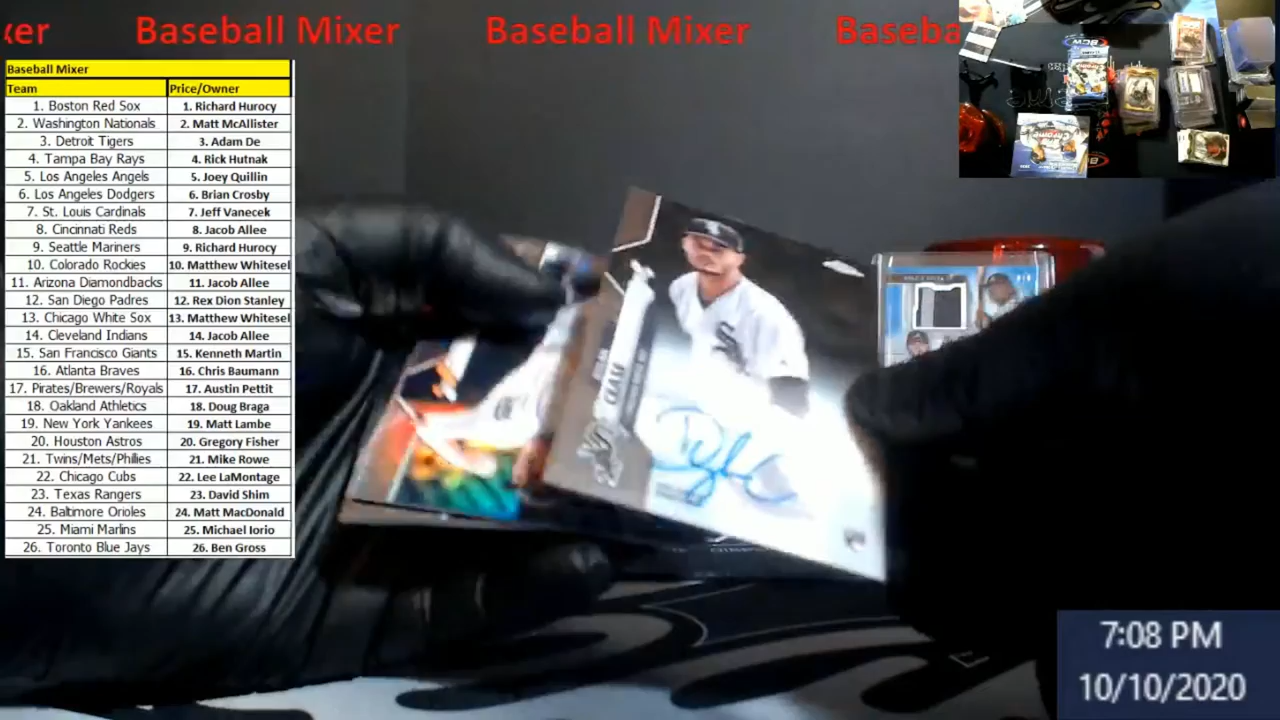 xer Baseball Mixer Baseball Mixer Baseba
Baseball Mixer
Team Price/Owner
1. Boston Red Sox 1. Richard Hurocy
2. Washington Nationals 2. Matt McAllister
3. Detroit Tigers 3. Adam De
4. Tampa Bay Rays 4. Rick Hutnak
5. Los Angeles Angels 5. Joey Quillin
6. Los Angeles Dodgers 6. Brian Crosby
7. St. Louis Cardinals 7. Jeff Vanecek
8. Cincinnati Reds 8. Jacob Allee
9. Seattle Mariners 9. Richard Hurocy
10. Colorado Rockies 10. Matthew Whitesel
11. Arizona Diamondbacks 11. Jacob Allee
12. San Diego Padres 12. Rex Dion Stanley
13. Chicago White Sox 13. Matthew Whitesel
14. Cleveland Indians 14. Jacob Allee
15. San Francisco Giants 15. Kenneth Martin
16. Atlanta Braves 16. Chris Baumann
17. Pirates/Brewers/Royals 17. Austin Pettit
18. Oakland Athletics 18. Doug Braga
19. New York Yankees 19. Matt Lambe
20. Houston Astros 20. Gregory Fisher
21. Twins/Mets/Phillies 21. Mike Rowe
22. Chicago Cubs 22. Lee LaMontage
23. Texas Rangers 23. David Shim
24. Baltimore Orioles 24. Matt MacDonald
25. Miami Marlins 25. Michael Iorio
26. Toronto Blue Jays 26. Ben Gross
CEASE
7:08 PM
10/10/2020